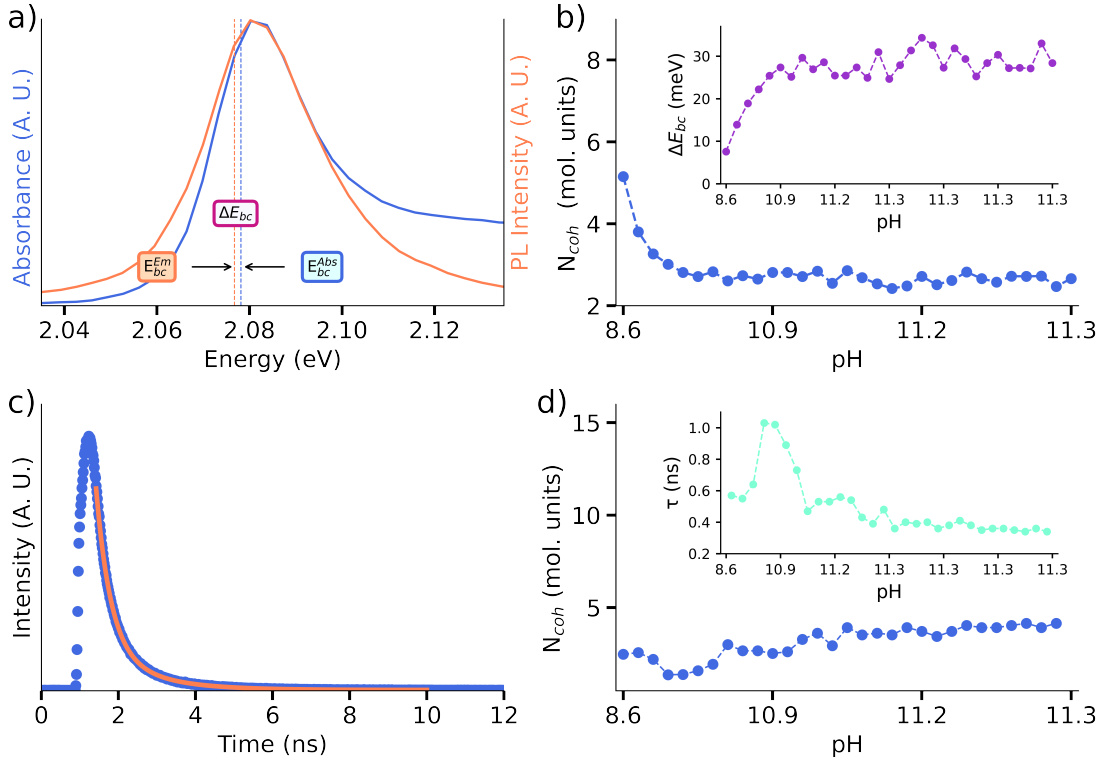 a)
Absorbance (A. U.)
PL Intensity (A. U.)
ΔE_bc
E_bc^Em
E_bc^Abs
2.04 2.06 2.08 2.10 2.12
Energy (eV)
b)
N_coh (mol. units)
8
6
4
2
8.6 10.9 11.2 11.3
pH
ΔE_bc (meV)
30
20
10
0
8.6 10.9 11.2 11.3 11.3 11.3 11.3
pH
c)
Intensity (A. U.)
0 2 4 6 8 10 12
Time (ns)
d)
N_coh (mol. units)
15
10
5
8.6 10.9 11.2 11.3
pH
τ (ns)
1.0
0.8
0.6
0.4
0.2
8.6 10.9 11.2 11.3 11.3 11.3
pH